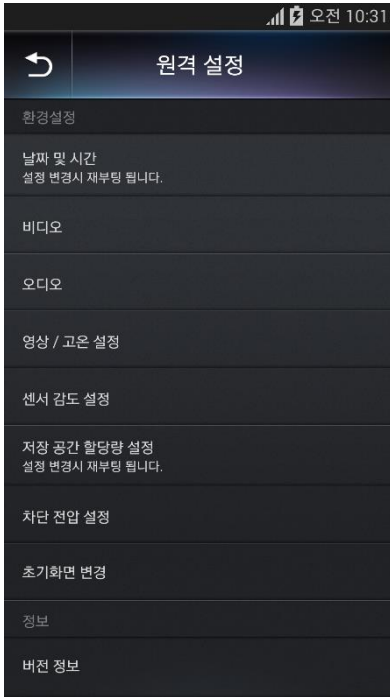 오전 10:31
원격 설정
환경설정
날짜 및 시간
설정 변경시 재부팅 됩니다.
비디오
오디오
영상 / 고온 설정
센서 감도 설정
저장 공간 할당량 설정
설정 변경시 재부팅 됩니다.
차단 전압 설정
초기화면 변경
정보
버전 정보